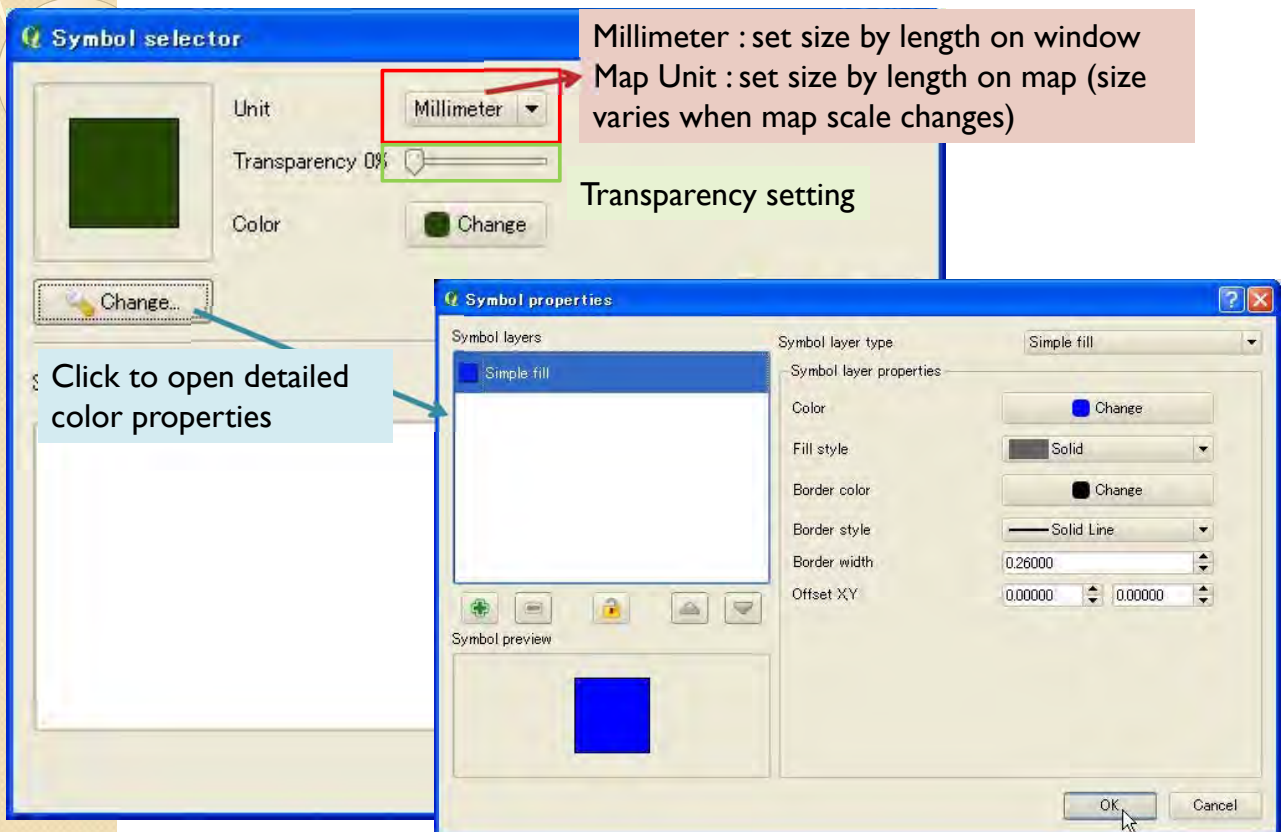 Symbol selector
Millimeter : set size by length on window
Map Unit : set size by length on map (size
varies when map scale changes)
Unit
Millimeter
Transparency 0%
Transparency setting
Color
Change
Change...
Click to open detailed
color properties
S
Symbol properties
Symbol layers
Simple fill
Symbol preview
Symbol layer type
Simple fill
Symbol layer properties
Color
Change
Fill style
Solid
Border color
Change
Border style
Solid Line
Border width
0.26000
Offset X,Y
0.00000
0.00000
OK
Cancel